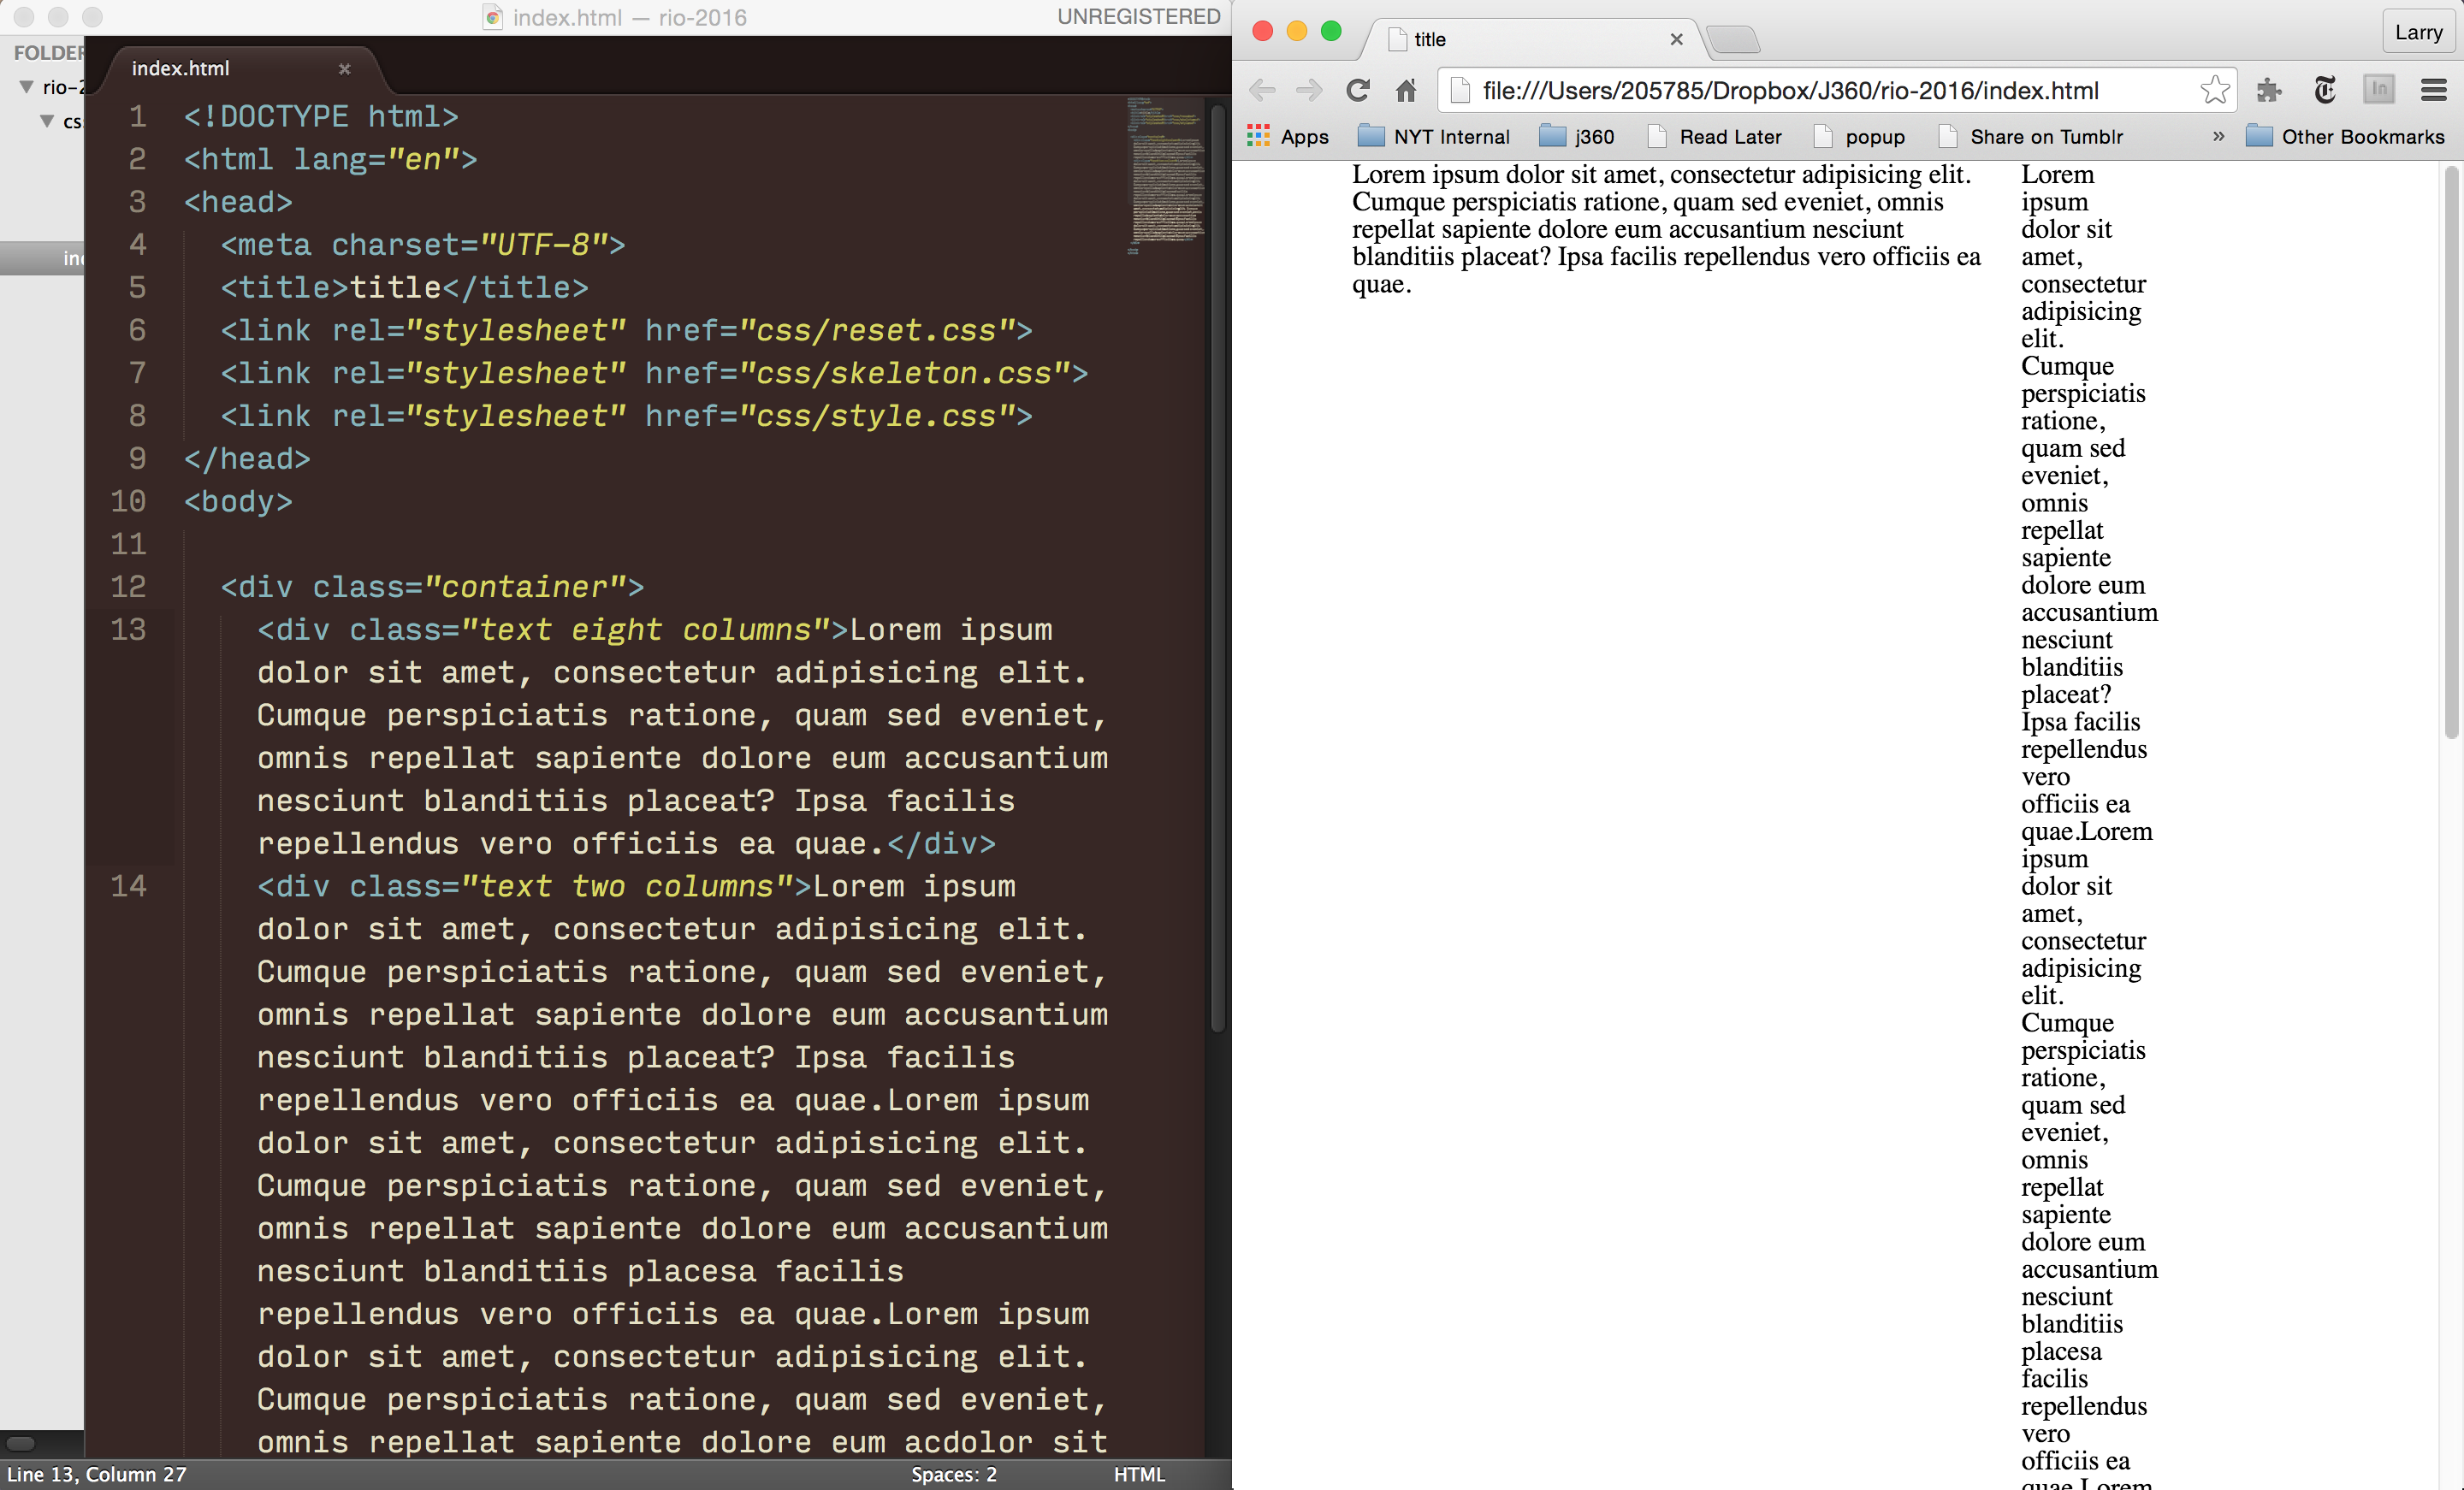 index.html — rio-2016
UNREGISTERED
FOLDER
rio-2
cs
ind
index.html
1 <!DOCTYPE html>
2 <html lang="en">
3 <head>
4 <meta charset="UTF-8">
5 <title>title</title>
6 <link rel="stylesheet" href="css/reset.css">
7 <link rel="stylesheet" href="css/skeleton.css">
8 <link rel="stylesheet" href="css/style.css">
9 </head>
10 <body>
11
12 <div class="container">
13 <div class="text eight columns">Lorem ipsum
dolor sit amet, consectetur adipisicing elit.
Cumque perspiciatis ratione, quam sed eveniet,
omnis repellat sapiente dolore eum accusantium
nesciunt blanditiis placeat? Ipsa facilis
repellendus vero officiis ea quae.</div>
14 <div class="text two columns">Lorem ipsum
dolor sit amet, consectetur adipisicing elit.
Cumque perspiciatis ratione, quam sed eveniet,
omnis repellat sapiente dolore eum accusantium
nesciunt blanditiis placeat? Ipsa facilis
repellendus vero officiis ea quae.Lorem ipsum
dolor sit amet, consectetur adipisicing elit.
Cumque perspiciatis ratione, quam sed eveniet,
omnis repellat sapiente dolore eum accusantium
nesciunt blanditiis placesa facilis
repellendus vero officiis ea quae.Lorem ipsum
dolor sit amet, consectetur adipisicing elit.
Cumque perspiciatis ratione, quam sed eveniet,
omnis repellat sapiente dolore eum acdolor sit
Line 13, Column 27
Spaces: 2
HTML
title
Larry
file:///Users/205785/Dropbox/J360/rio-2016/index.html
In
Apps
NYT Internal
j360
Read Later
popup
Share on Tumblr
»
Other Bookmarks
Lorem ipsum dolor sit amet, consectetur adipisicing elit.
Cumque perspiciatis ratione, quam sed eveniet, omnis
repellat sapiente dolore eum accusantium nesciunt
blanditiis placeat? Ipsa facilis repellendus vero officiis ea
quae.
Lorem
ipsum
dolor sit
amet,
consectetur
adipisicing
elit.
Cumque
perspiciatis
ratione,
quam sed
eveniet,
omnis
repellat
sapiente
dolore eum
accusantium
nesciunt
blanditiis
placeat?
Ipsa facilis
repellendus
vero
officiis ea
quae.Lorem
ipsum
dolor sit
amet,
consectetur
adipisicing
elit.
Cumque
perspiciatis
ratione,
quam sed
eveniet,
omnis
repellat
sapiente
dolore eum
accusantium
nesciunt
blanditiis
placesa
facilis
repellendus
vero
officiis ea
quae.Lorem